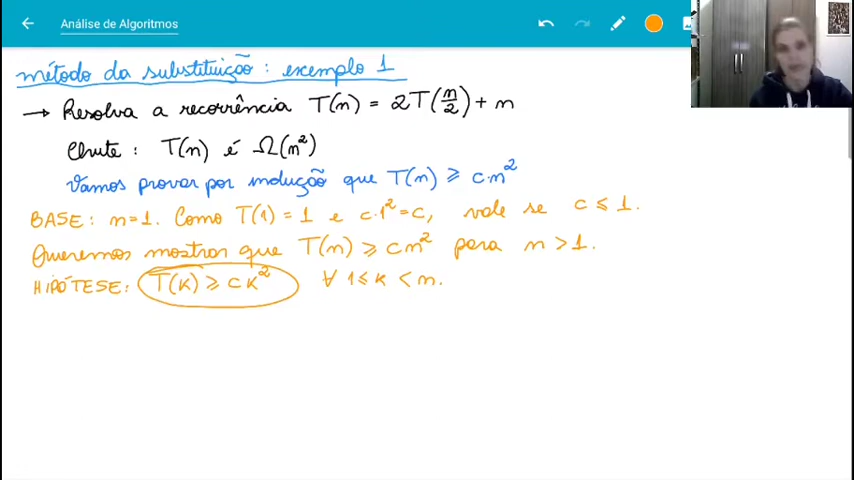 Análise de Algoritmos
método da substituição: exemplo 1
→ Resolva a recorrência T(n) = 2T(n/2) + n
Chute: T(n) é Ω(n²)
Vamos provar por indução que T(n) ≥ c·n²
BASE: n=1. Como T(1) = 1 e c·1² = c, vale se c ≤ 1.
Queremos mostrar que T(n) ≥ cn² para n > 1.
HIPÓTESE: T(k) ≥ ck² ∀ 1 ≤ k < n.